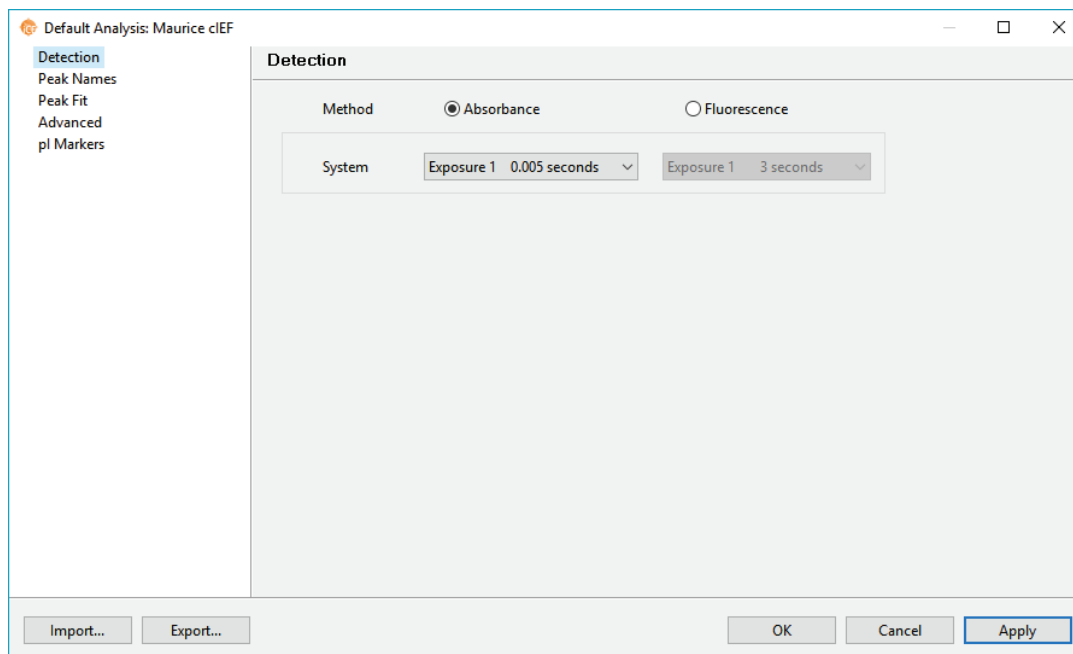 Default Analysis: Maurice cIEF
Detection
Peak Names
Peak Fit
Advanced
pI Markers
Detection
Method Absorbance Fluorescence
System Exposure 1 0.005 seconds Exposure 1 3 seconds
Import... Export... OK Cancel Apply